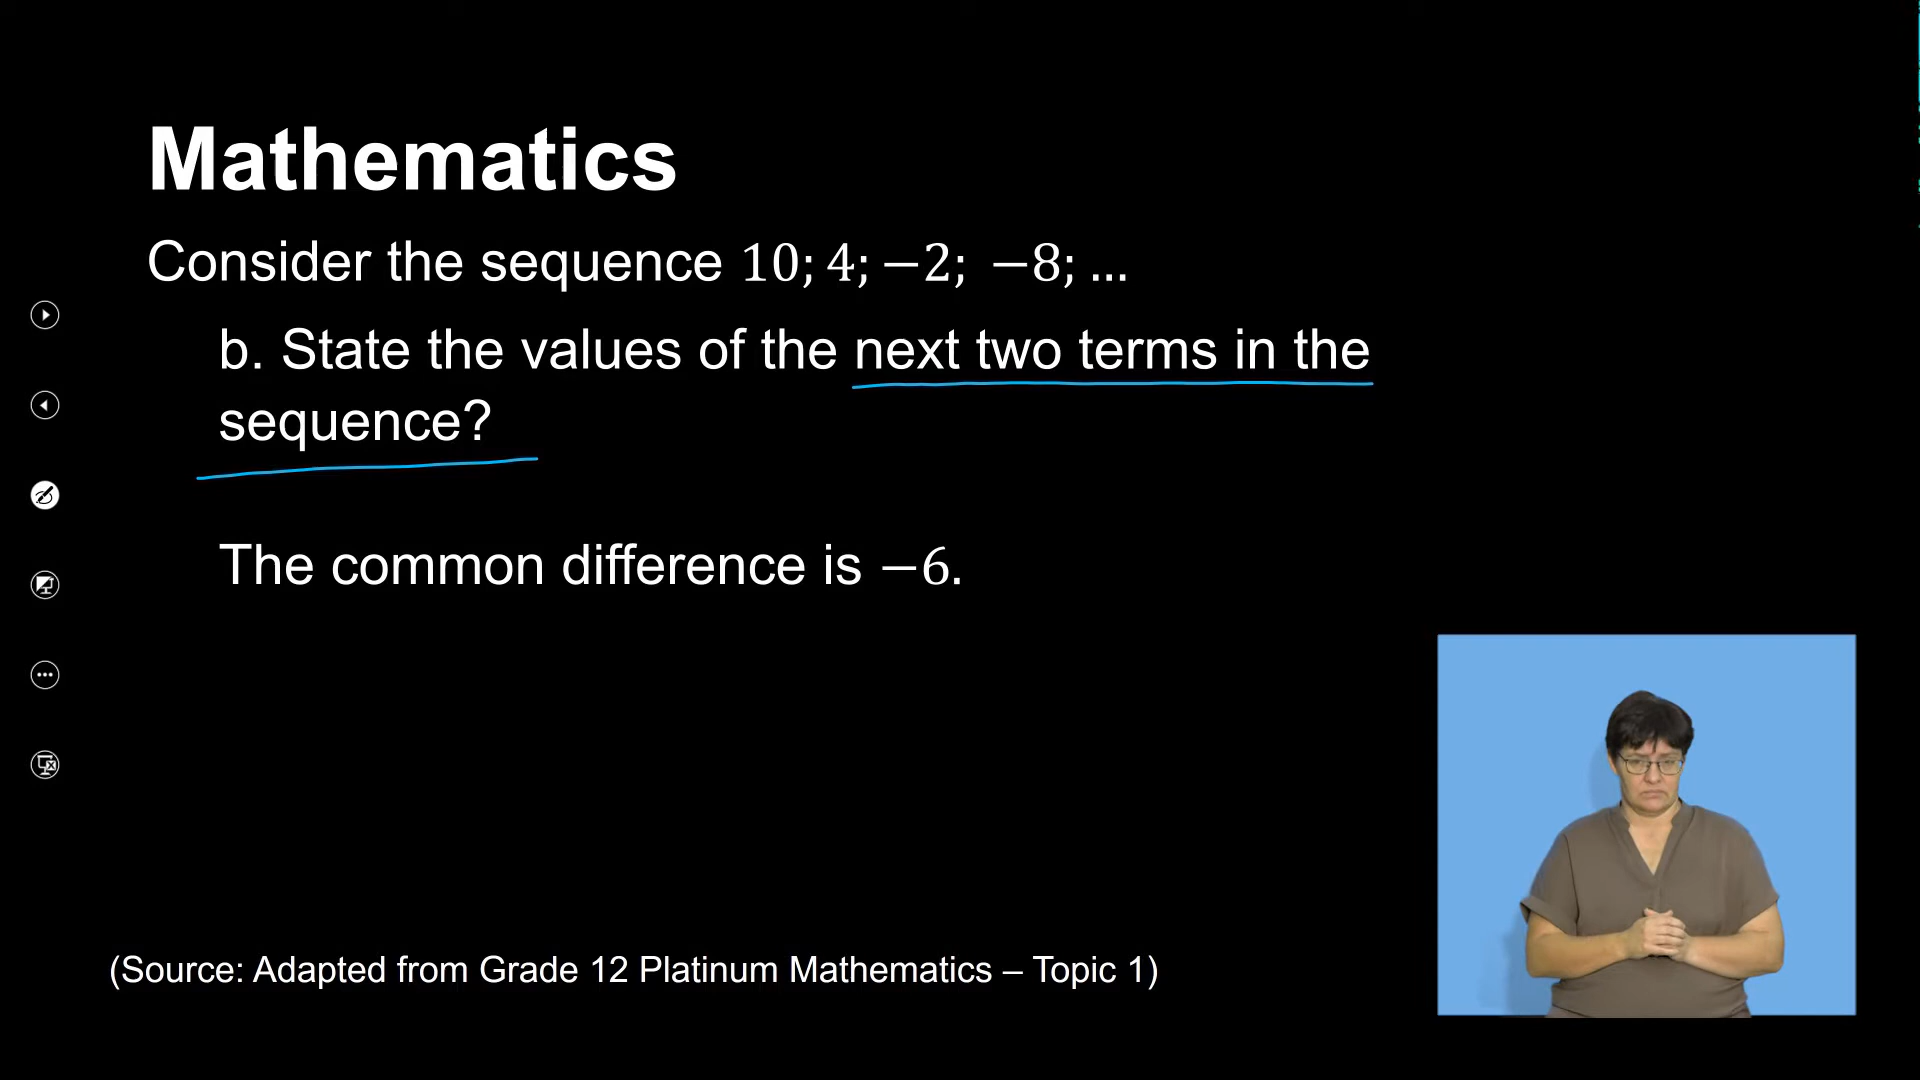 Mathematics
Consider the sequence 10; 4; −2; −8; ...
b. State the values of the next two terms in the
sequence?
The common difference is −6.
(Source: Adapted from Grade 12 Platinum Mathematics – Topic 1)